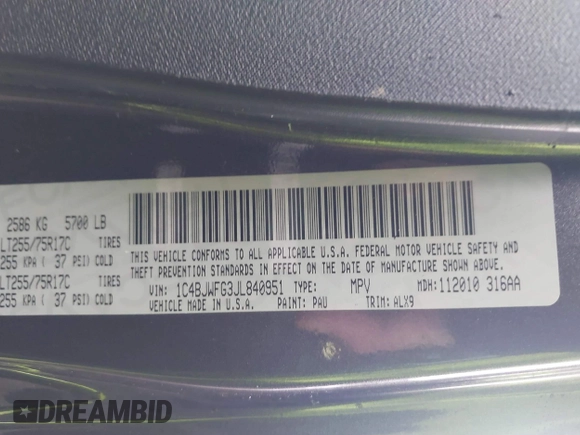 2586 KG 5700 LB
LT255/75R17C TIRES
255 KPA ( 37 PSI) COLD
LT255/75R17C TIRES
255 KPA ( 37 PSI) COLD
THIS VEHICLE CONFORMS TO ALL APPLICABLE U.S.A. FEDERAL MOTOR VEHICLE SAFETY AND
THEFT PREVENTION STANDARDS IN EFFECT ON THE DATE OF MANUFACTURE SHOWN ABOVE.
VIN: 1C4BJWFG3JL840951 TYPE: MPV MDH: 112010 316AA
VEHICLE MADE IN U.S.A. PAINT: PAU TRIM: ALX9
DREAMBID